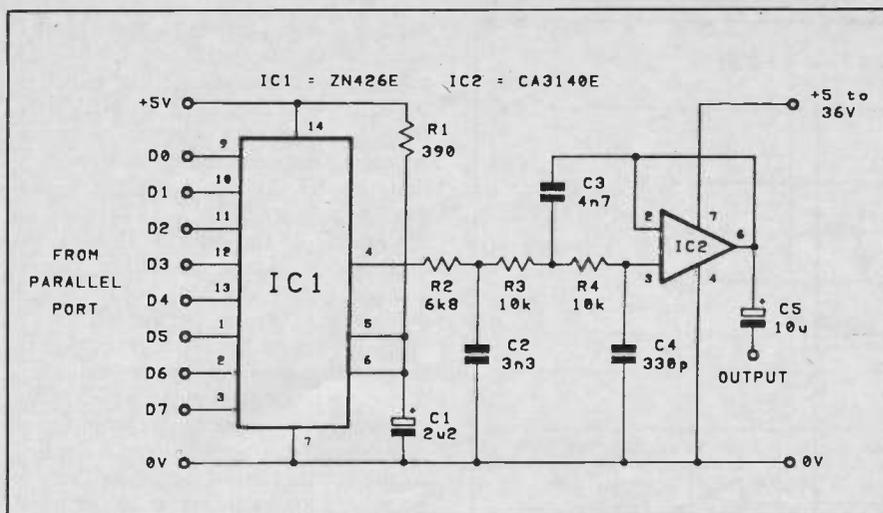 IC1 = ZN426E IC2 = CA3140E
+5V
14
R1
390
+5 to
36V
D0 9
D1 10
D2 11
D3 12
D4 13
D5 1
D6 2
D7 3
FROM
PARALLEL
PORT
IC1
4
5
6
7
R2
6k8
R3
10k
R4
10k
C3
4n7
2
3
IC2
7
6
4
C2
3n3
C4
330p
C5
+
10u
OUTPUT
C1
+
2u2
0V
0V